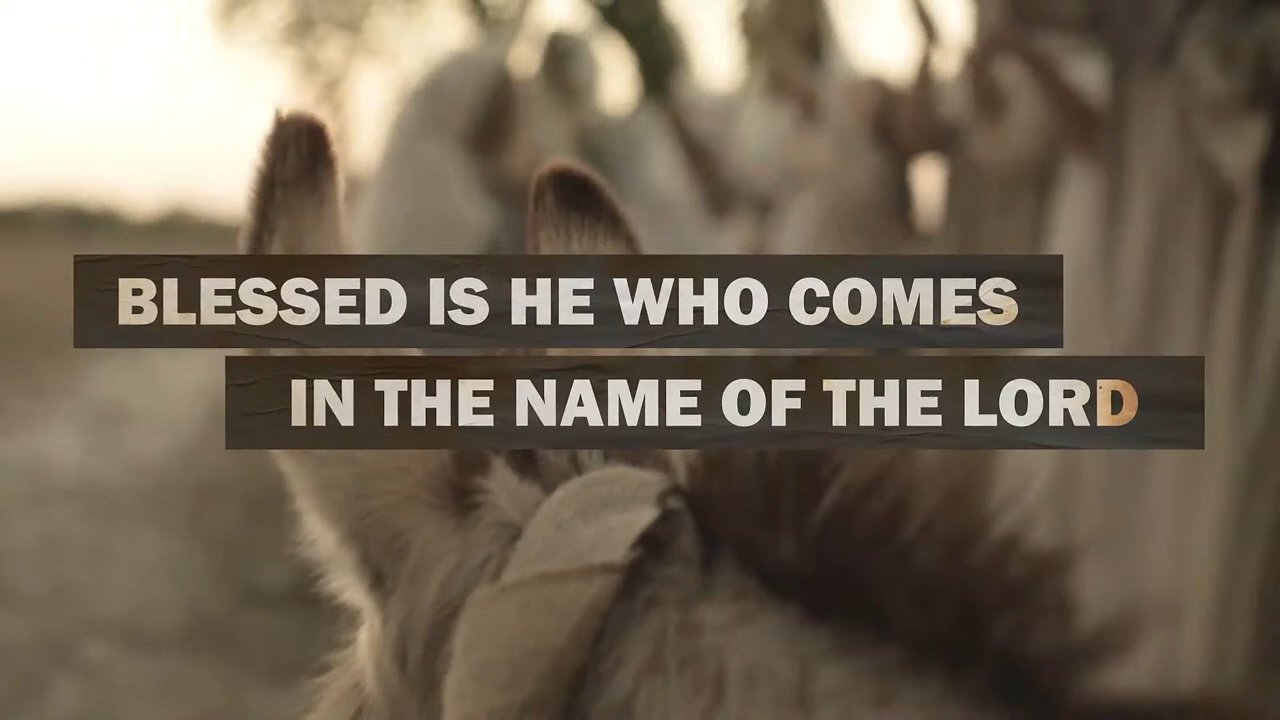 BLESSED IS HE WHO COMES
IN THE NAME OF THE LORD